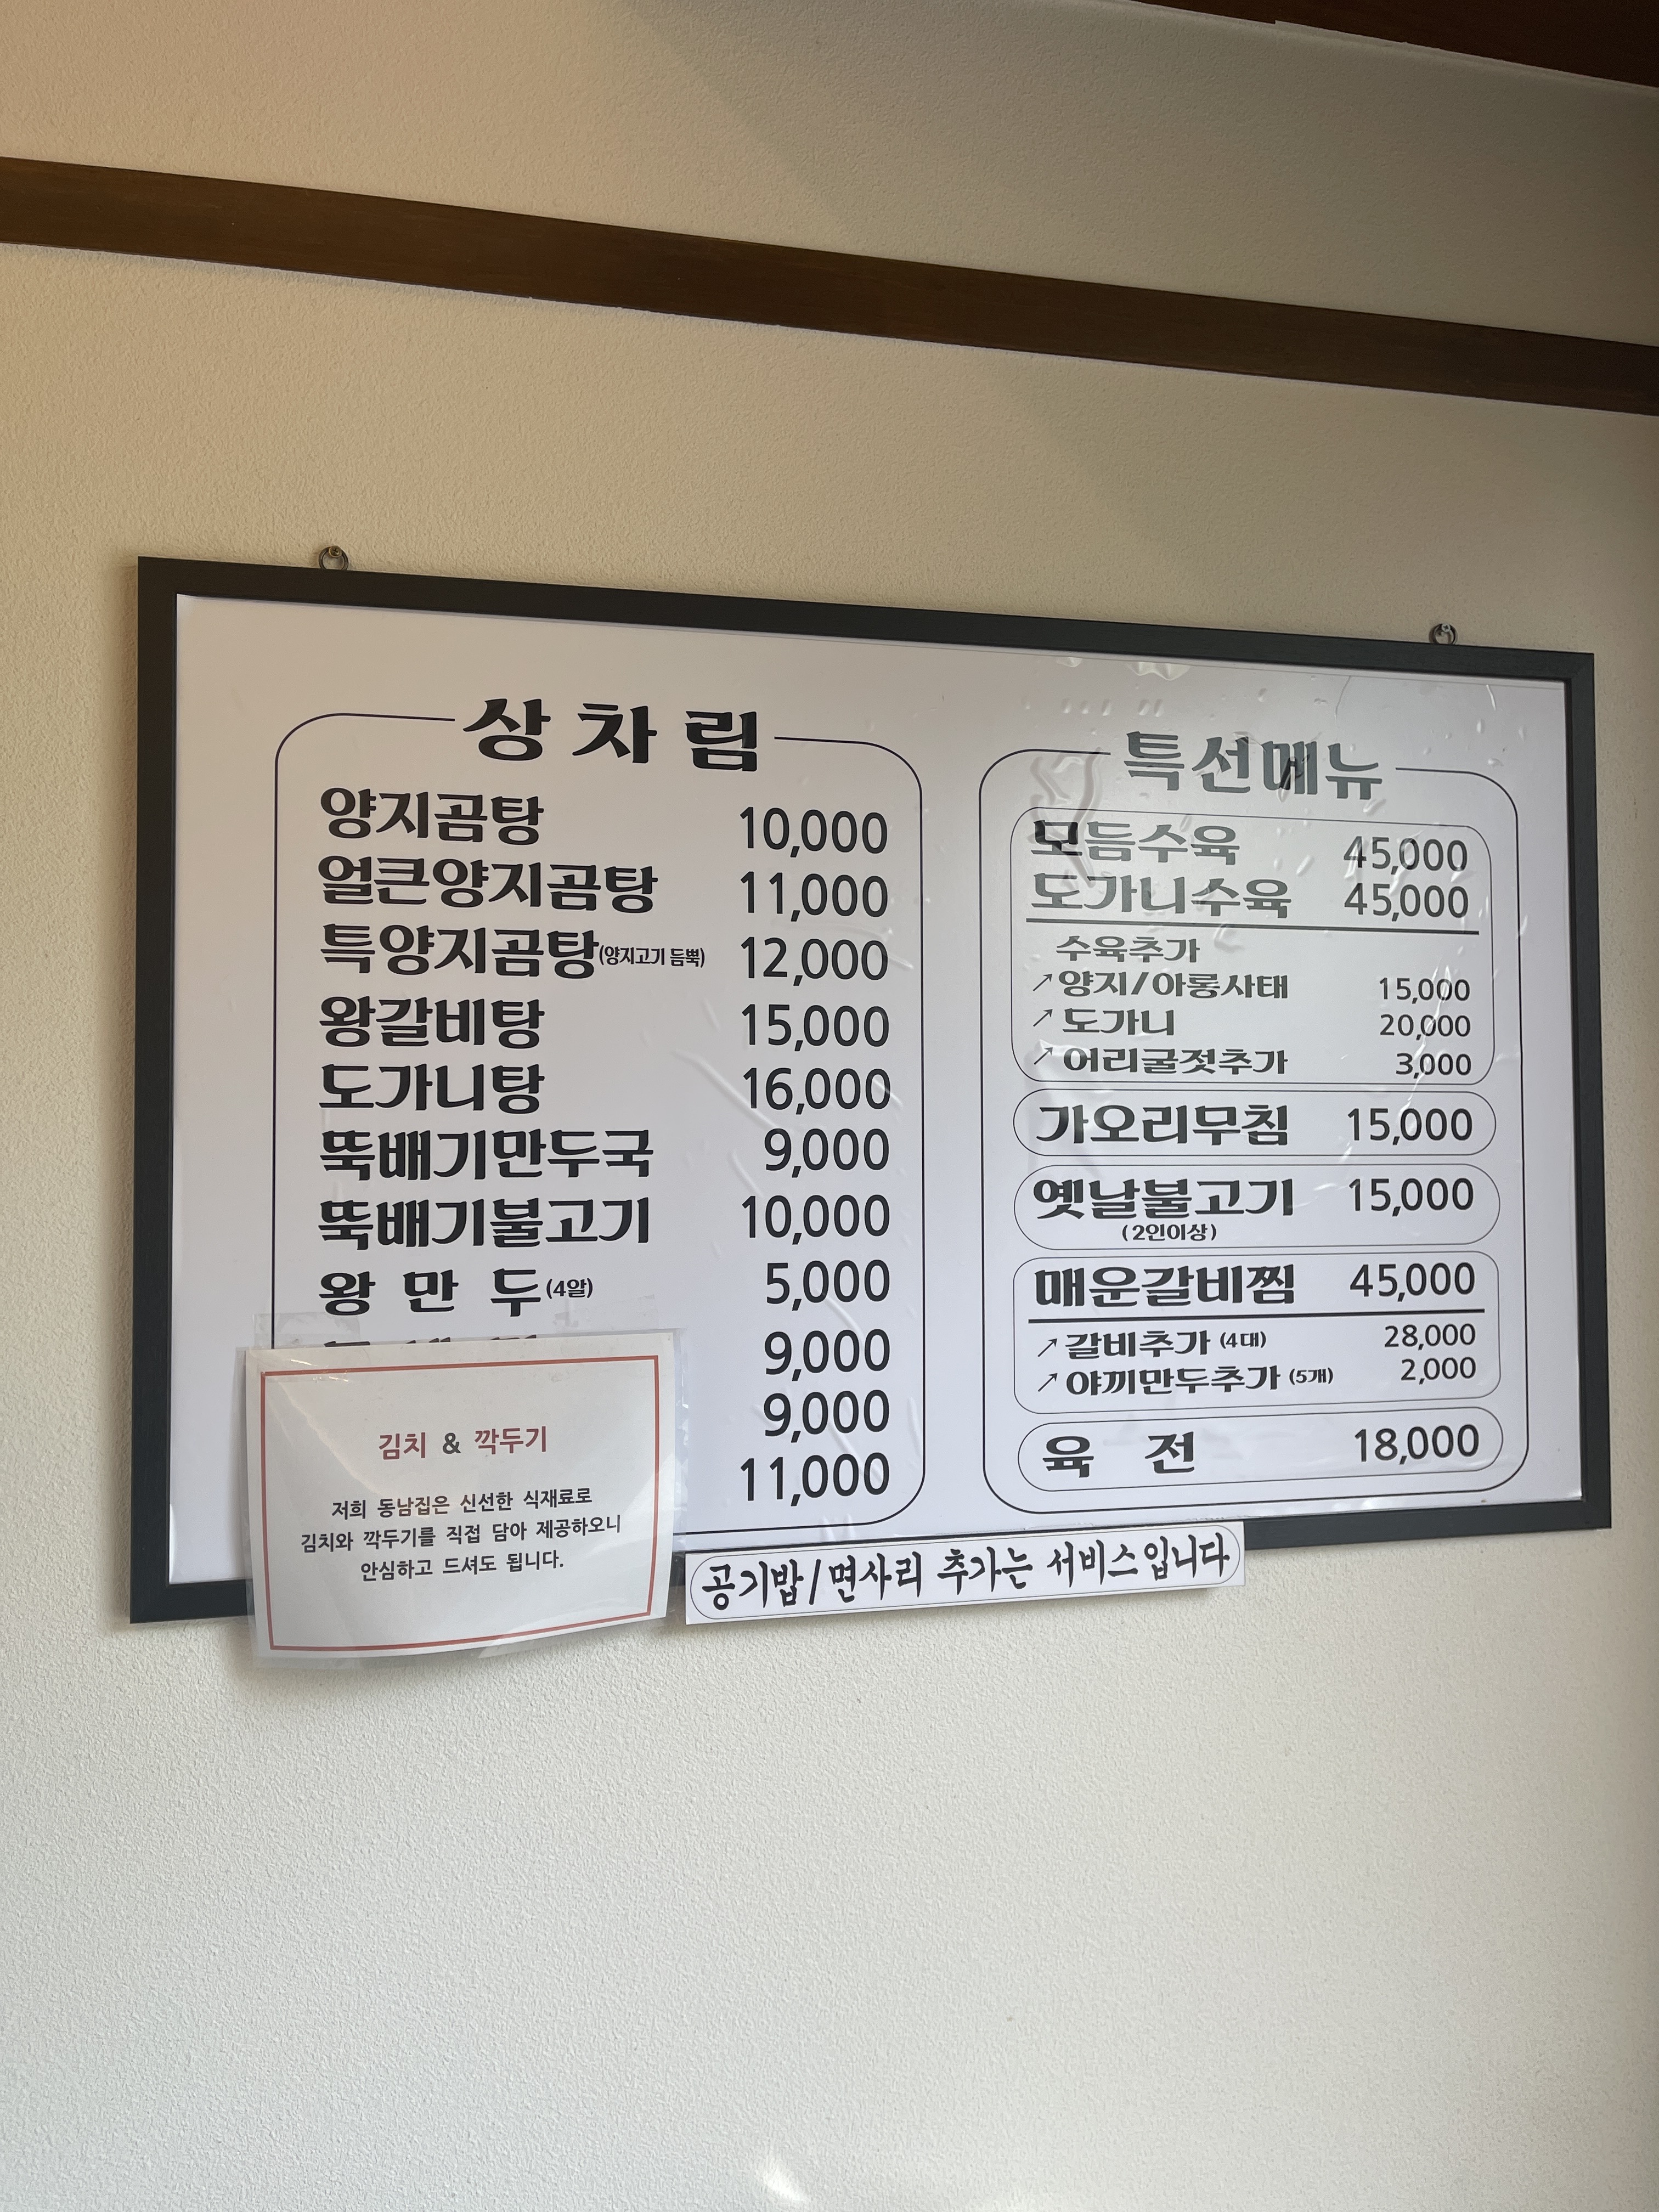 상차림
양지곰탕 10,000
얼큰양지곰탕 11,000
특양지곰탕(양지고기 듬뿍) 12,000
왕갈비탕 15,000
도가니탕 16,000
뚝배기만두국 9,000
뚝배기불고기 10,000
왕 만 두(4알) 5,000
9,000
9,000
11,000
특선메뉴
모듬수육 45,000
도가니수육 45,000
수육추가
↗양지/아롱사태 15,000
↗도가니 20,000
↗어리굴젓추가 3,000
가오리무침 15,000
옛날불고기 15,000
(2인이상)
매운갈비찜 45,000
↗갈비추가 (4대) 28,000
↗야끼만두추가 (5개) 2,000
육 전 18,000
김치 & 깍두기
저희 동남집은 신선한 식재료로
김치와 깍두기를 직접 담아 제공하오니
안심하고 드셔도 됩니다.
공기밥/면사리 추가는 서비스입니다